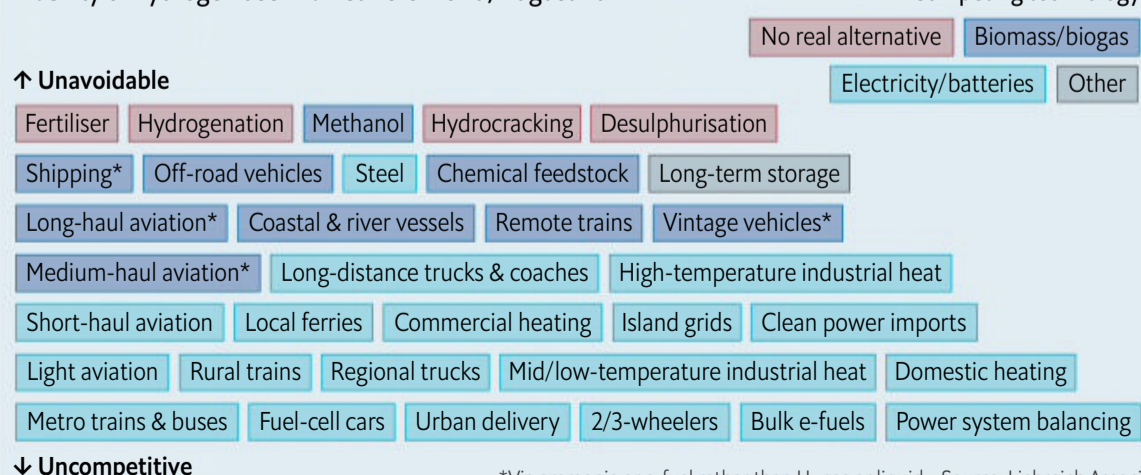 No real alternative Biomass/biogas
↑ Unavoidable
Electricity/batteries Other
Fertiliser Hydrogenation Methanol Hydrocracking Desulphurisation
Shipping* Off-road vehicles Steel Chemical feedstock Long-term storage
Long-haul aviation* Coastal & river vessels Remote trains Vintage vehicles*
Medium-haul aviation* Long-distance trucks & coaches High-temperature industrial heat
Short-haul aviation Local ferries Commercial heating Island grids Clean power imports
Light aviation Rural trains Regional trucks Mid/low-temperature industrial heat Domestic heating
Metro trains & buses Fuel-cell cars Urban delivery 2/3-wheelers Bulk e-fuels Power system balancing
↓ Uncompetitive